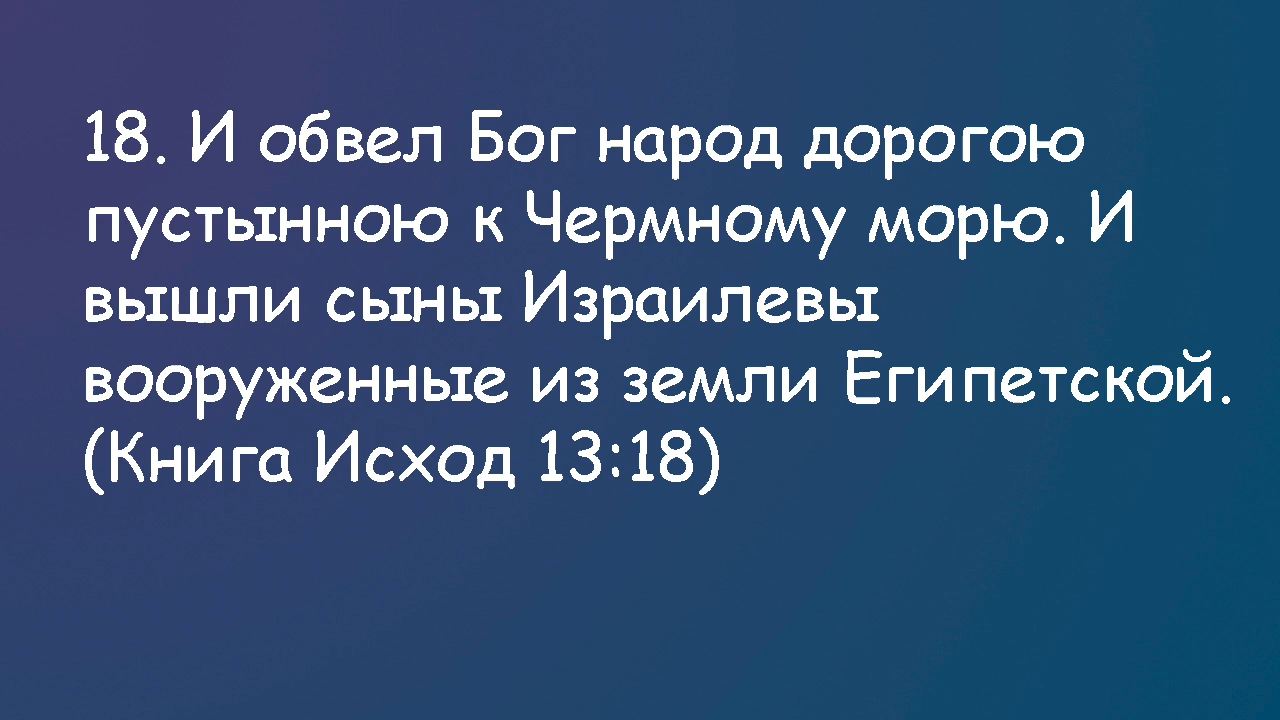 18. И обвел Бог народ дорогою
пустынною к Чермному морю. И
вышли сыны Израилевы
вооруженные из земли Египетской.
(Книга Исход 13:18)